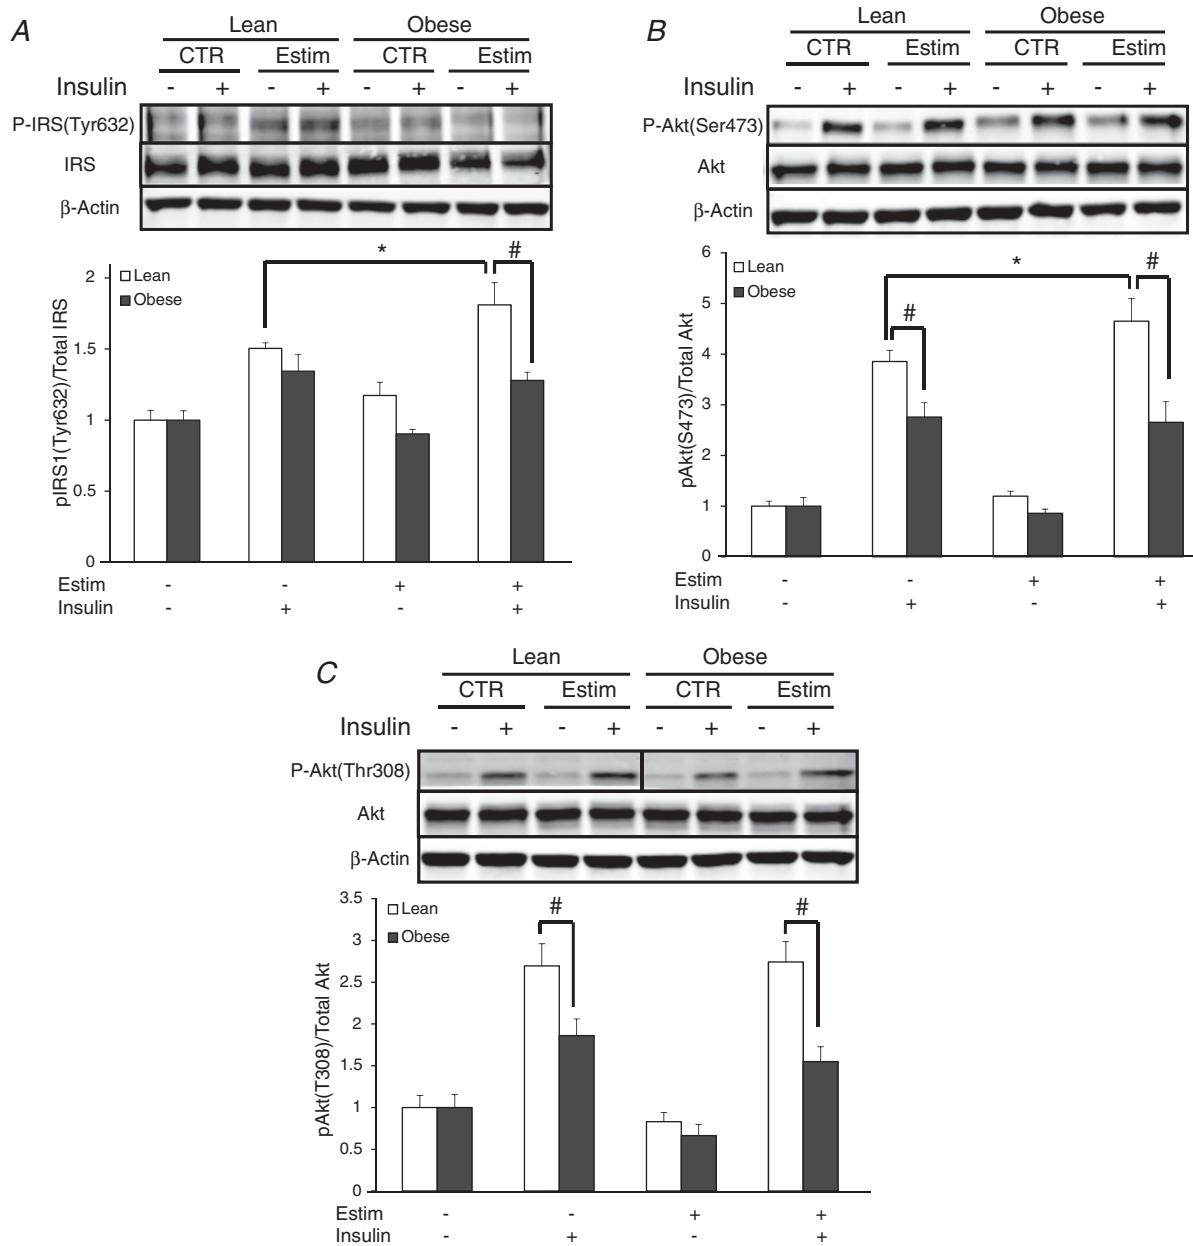 A
Lean Obese
CTR Estim CTR Estim
Insulin - + - + - + - +
P-IRS(Tyr632)
IRS
β-Actin
* #
Lean
Obese
pIRS1(Tyr632)/Total IRS
2
1.5
1
0.5
0
Estim - - + +
Insulin - + - +
B
Lean Obese
CTR Estim CTR Estim
Insulin - + - + - + - +
P-Akt(Ser473)
Akt
β-Actin
* #
#
Lean
Obese
pAkt(S473)/Total Akt
6
5
4
3
2
1
0
Estim - - + +
Insulin - + - +
C
Lean Obese
CTR Estim CTR Estim
Insulin - + - + - + - +
P-Akt(Thr308)
Akt
β-Actin
# #
Lean
Obese
pAkt(T308)/Total Akt
3.5
3
2.5
2
1.5
1
0.5
0
Estim - - + +
Insulin - + - +